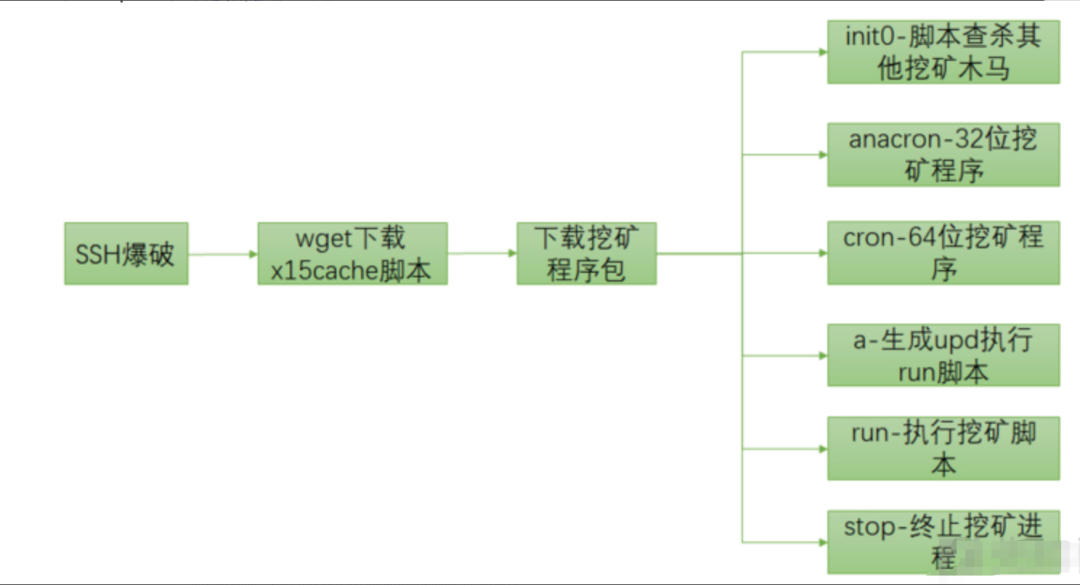 SSH爆破
wget下载
x15cache脚本
下载挖矿
程序包
init0-脚本查杀其
他挖矿木马
anacron-32位挖
矿程序
cron-64位挖矿程
序
a-生成upd执行
run脚本
run-执行挖矿脚
本
stop-终止挖矿进
程